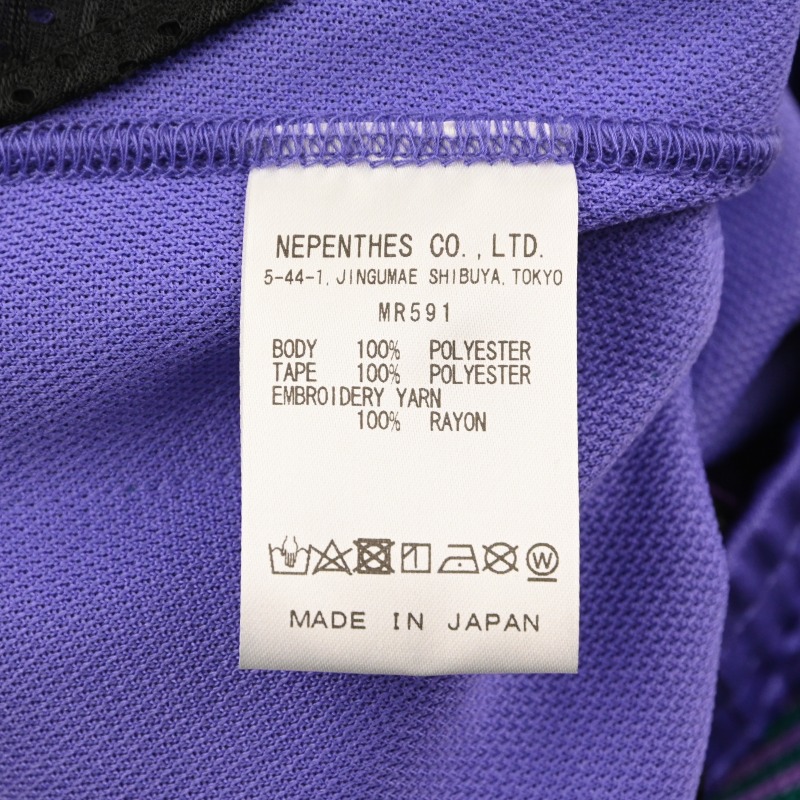 NEPENTHES CO.,LTD.
5-44-1, JINGUMAE SHIBUYA, TOKYO
MR591
BODY 100% POLYESTER
TAPE 100% POLYESTER
EMBROIDERY YARN
100% RAYON
W
MADE IN JAPAN